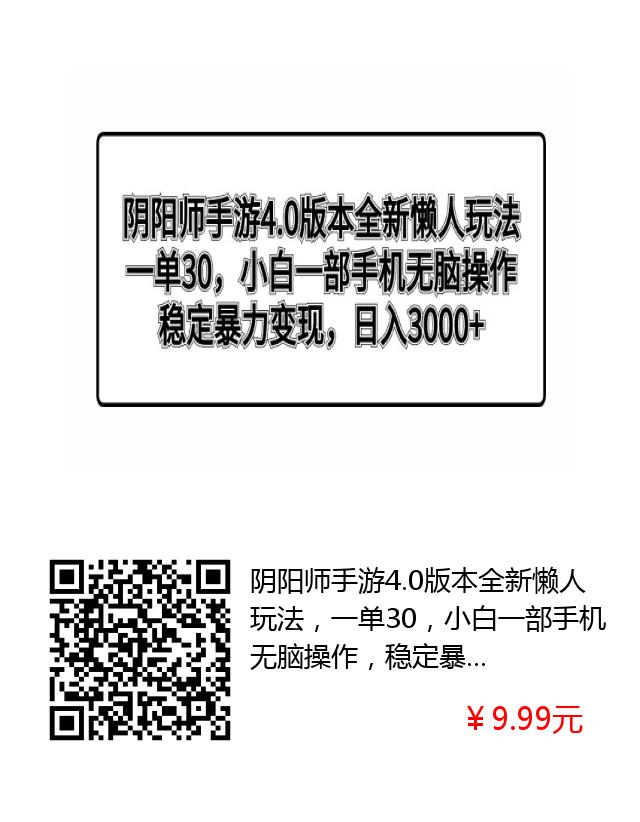 阴阳师手游4.0版本全新懒人玩法
一单30，小白一部手机无脑操作
稳定暴力变现，日入3000+
阴阳师手游4.0版本全新懒人
玩法，一单30，小白一部手机
无脑操作，稳定暴...
¥9.99元